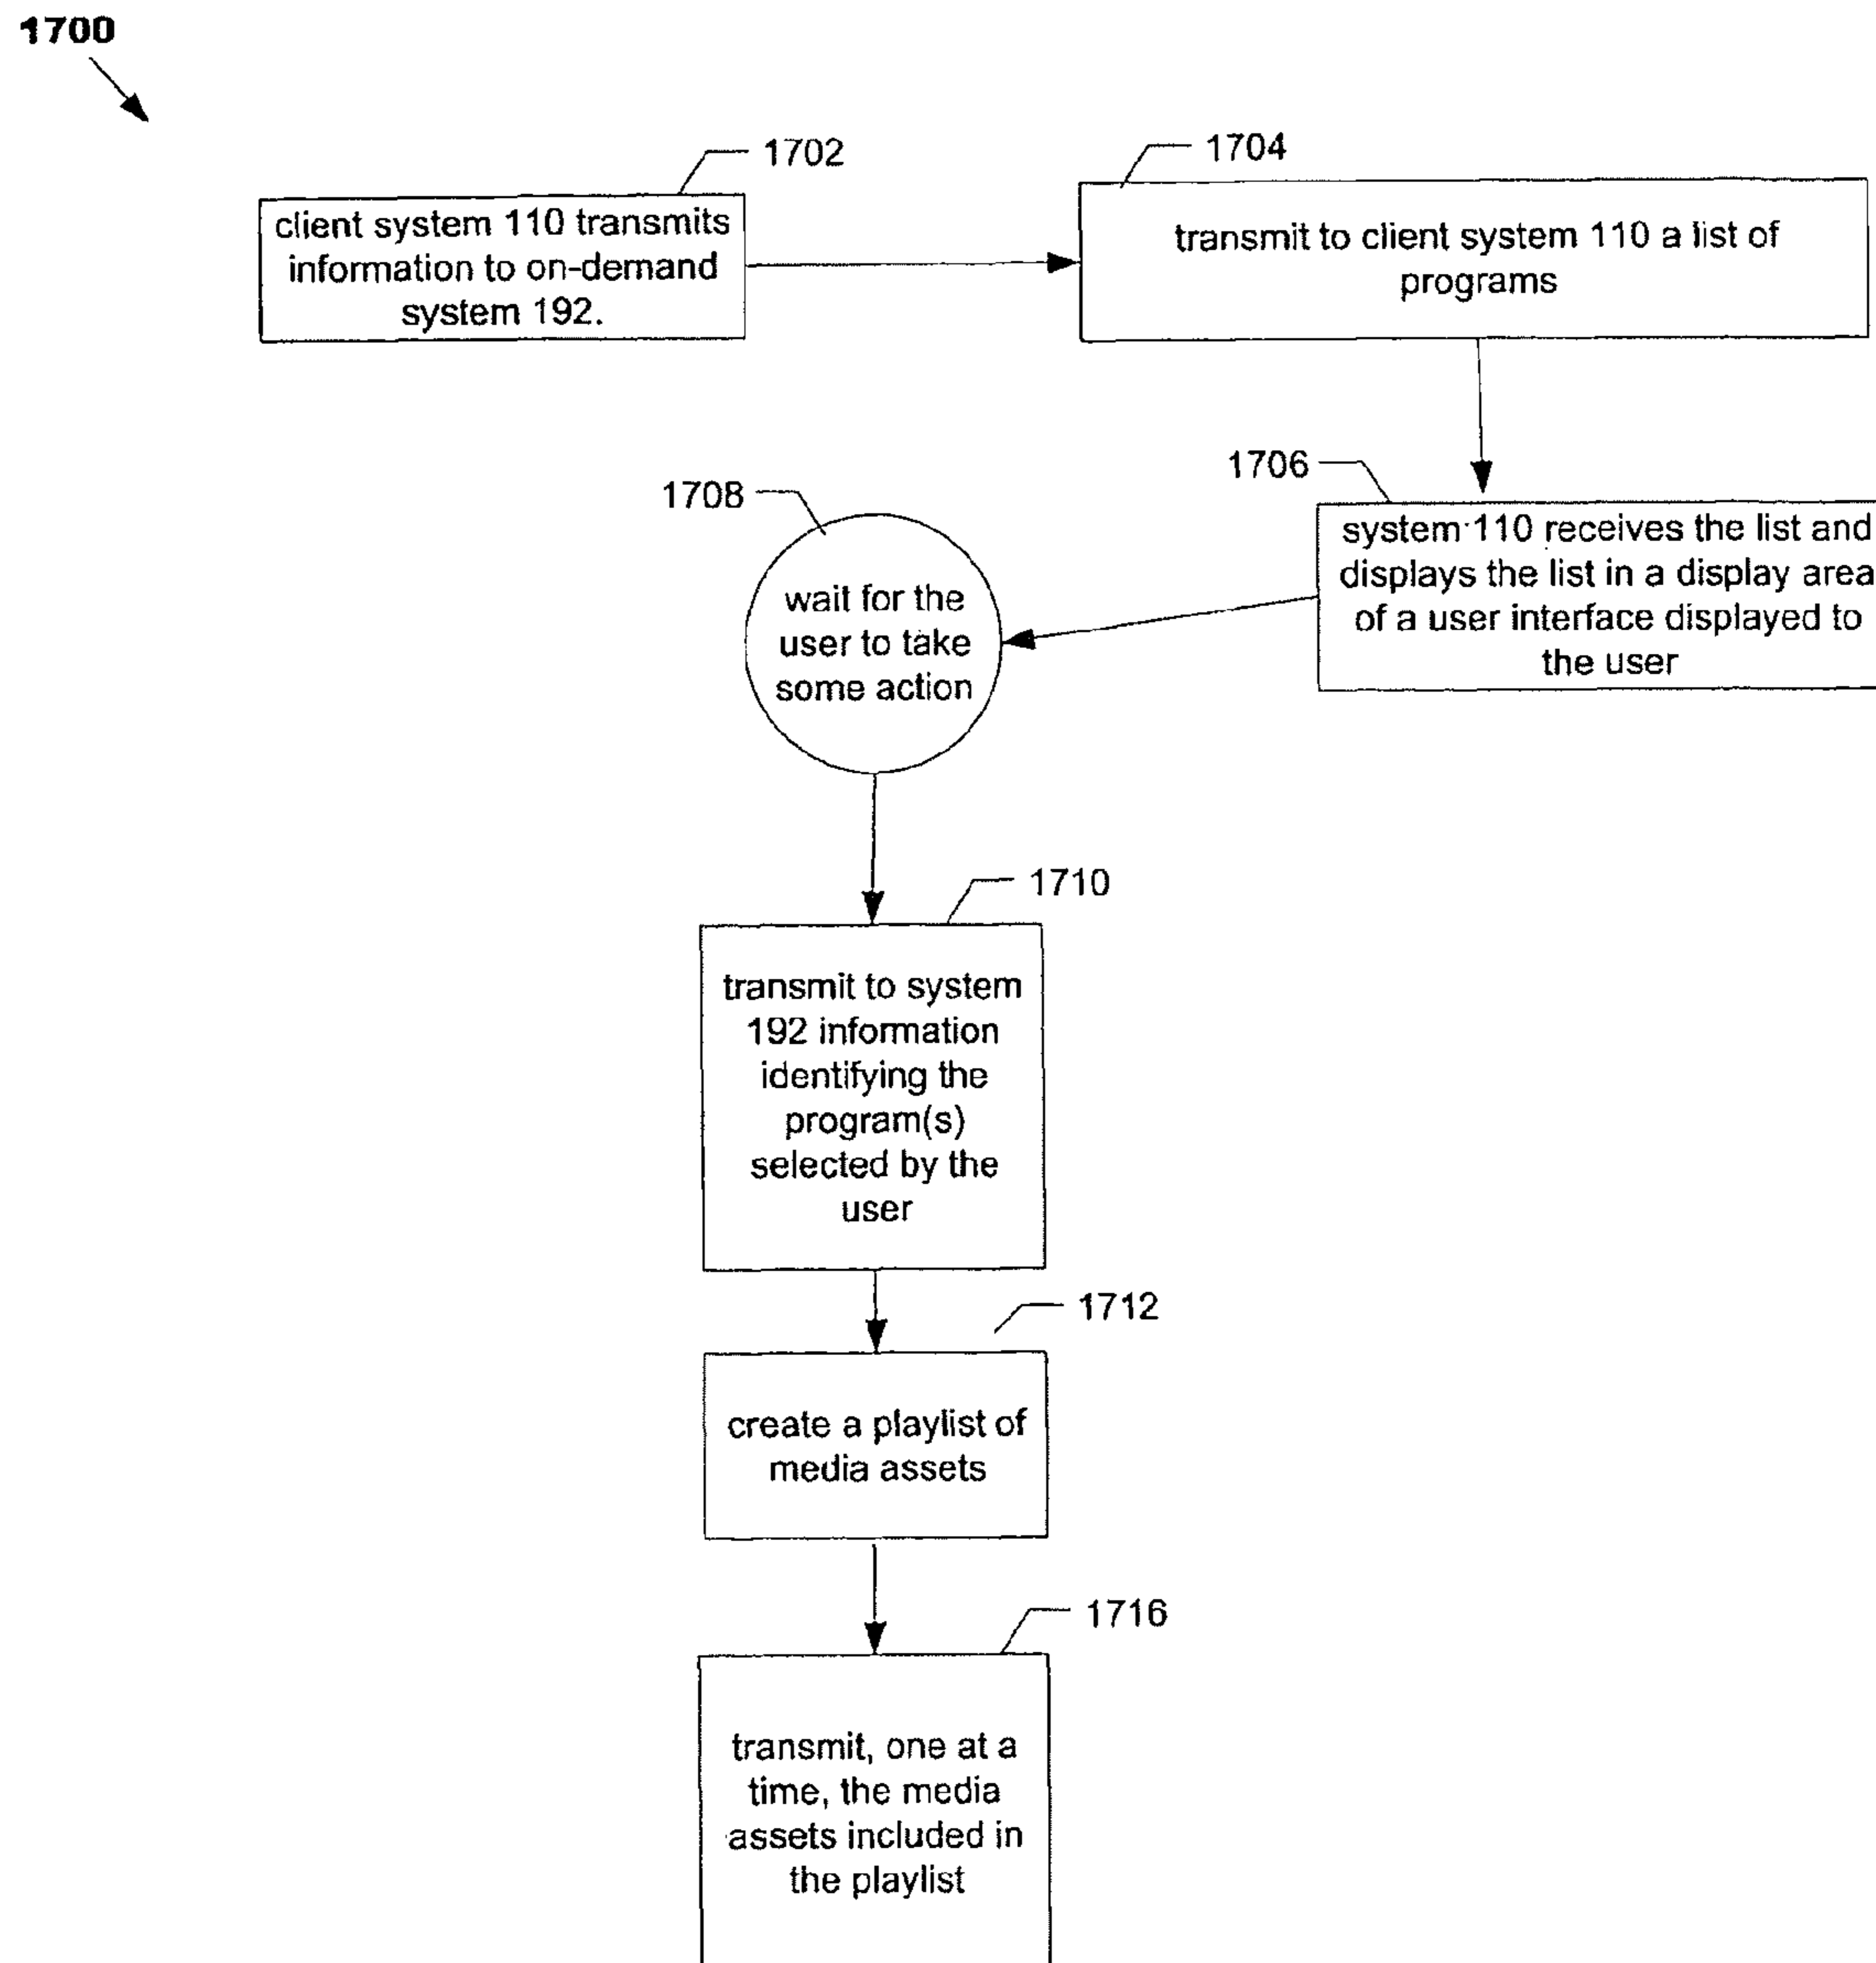 1700
1702
client system 110 transmits
information to on-demand
system 192.
1704
transmit to client system 110 a list of
programs
1706
system 110 receives the list and
displays the list in a display area
of a user interface displayed to
the user
1708
wait for the
user to take
some action
1710
transmit to system
192 information
identifying the
program(s)
selected by the
user
1712
create a playlist of
media assets
1716
transmit, one at a
time, the media
assets included in
the playlist